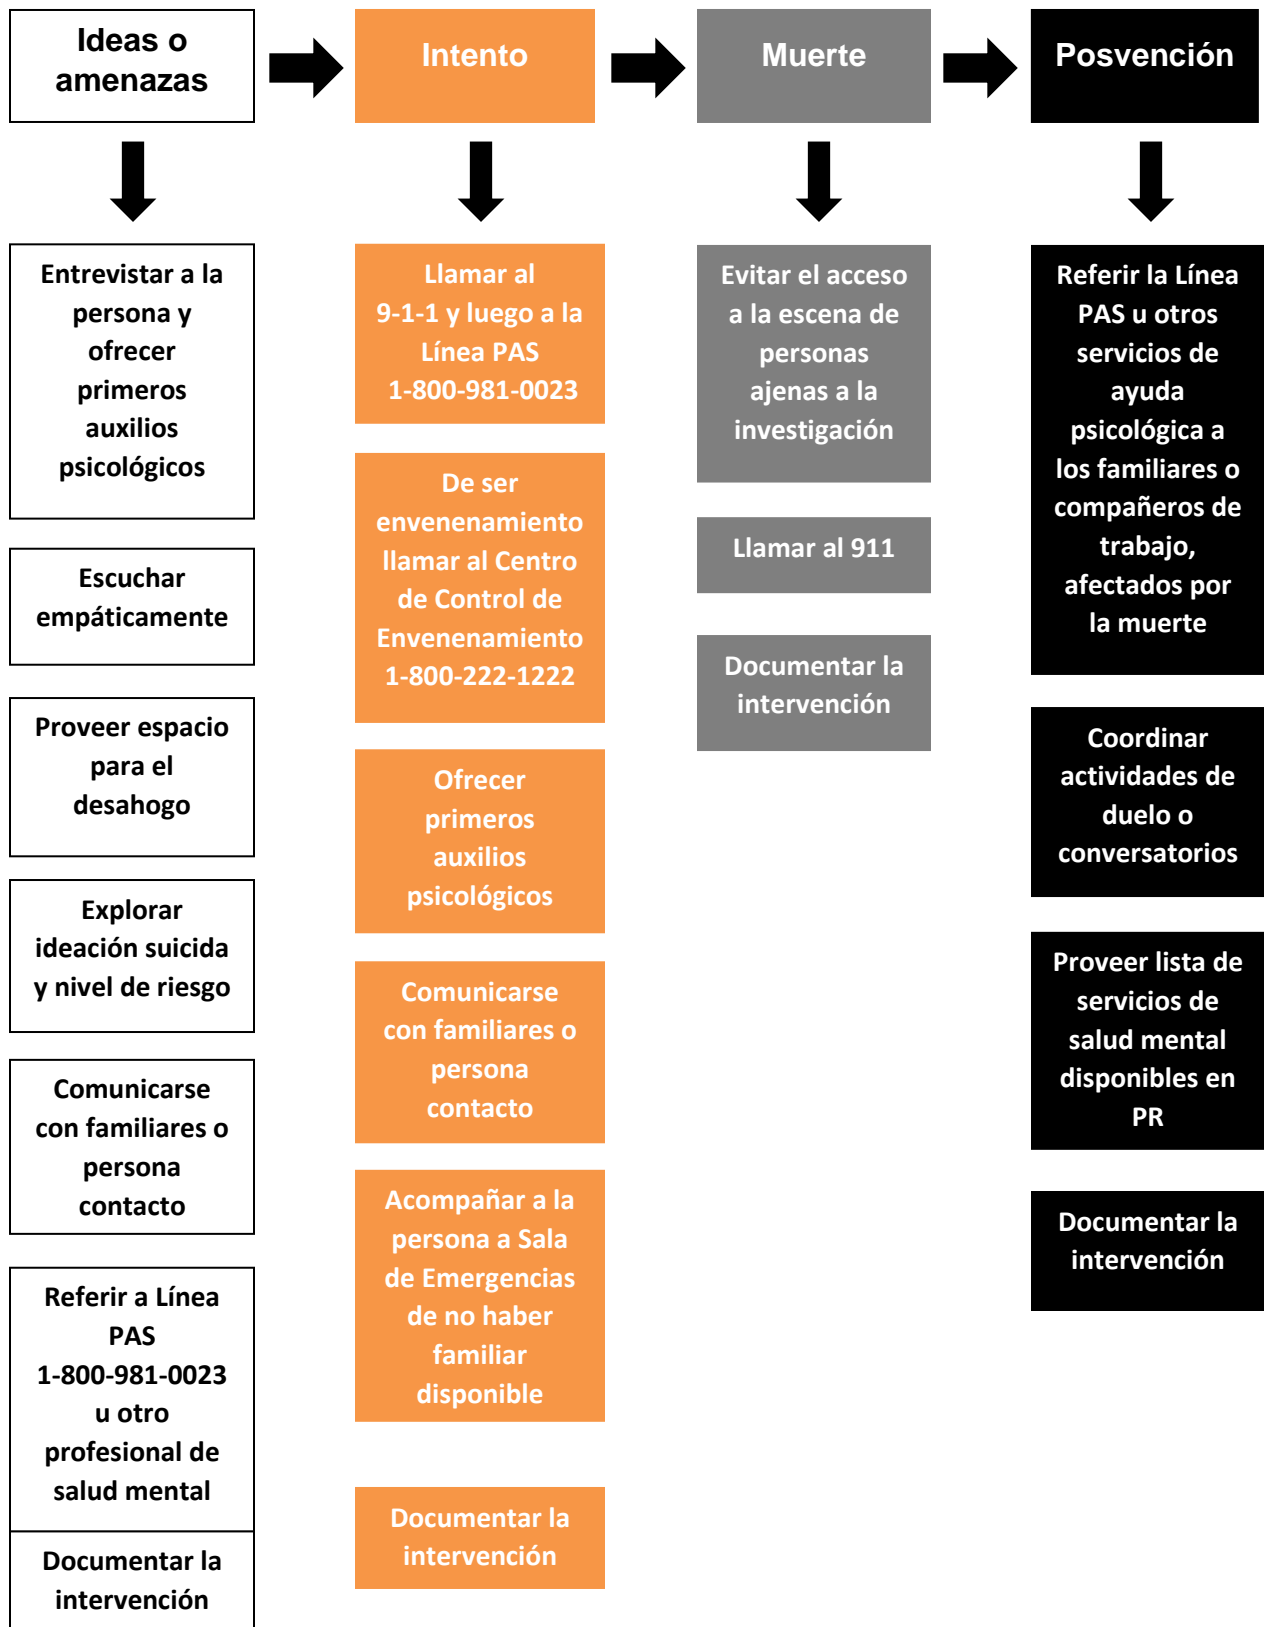 Ideas o
amenazas
Intento
Muerte
Posvención
Entrevistar a la
persona y
ofrecer
primeros
auxilios
psicológicos
Escuchar
empáticamente
Proveer espacio
para el
desahogo
Explorar
ideación suicida
y nivel de riesgo
Comunicarse
con familiares o
persona
contacto
Referir a Línea
PAS
1-800-981-0023
u otro
profesional de
salud mental
Documentar la
intervención
Llamar al
9-1-1 y luego a la
Línea PAS
1-800-981-0023
De ser
envenenamiento
llamar al Centro
de Control de
Envenenamiento
1-800-222-1222
Ofrecer
primeros
auxilios
psicológicos
Comunicarse
con familiares o
persona
contacto
Acompañar a la
persona a Sala
de Emergencias
de no haber
familiar
disponible
Documentar la
intervención
Evitar el acceso
a la escena de
personas
ajenas a la
investigación
Llamar al 911
Documentar la
intervención
Referir la Línea
PAS u otros
servicios de
ayuda
psicológica a
los familiares o
compañeros de
trabajo,
afectados por
la muerte
Coordinar
actividades de
duelo o
conversatorios
Proveer lista de
servicios de
salud mental
disponibles en
PR
Documentar la
intervención